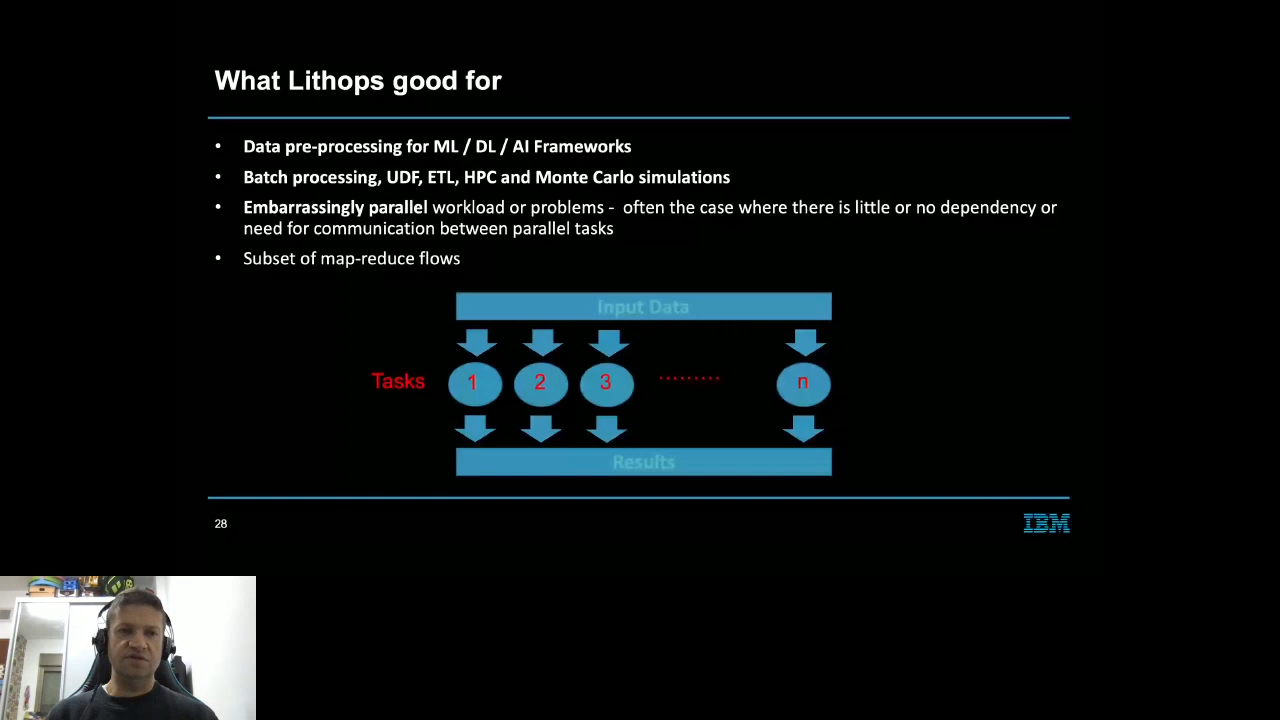 What Lithops good for
• Data pre-processing for ML / DL / AI Frameworks
• Batch processing, UDF, ETL, HPC and Monte Carlo simulations
• Embarrassingly parallel workload or problems - often the case where there is little or no dependency or
need for communication between parallel tasks
• Subset of map-reduce flows
Input Data
Tasks 1 2 3 ......... n
Results
28
IBM